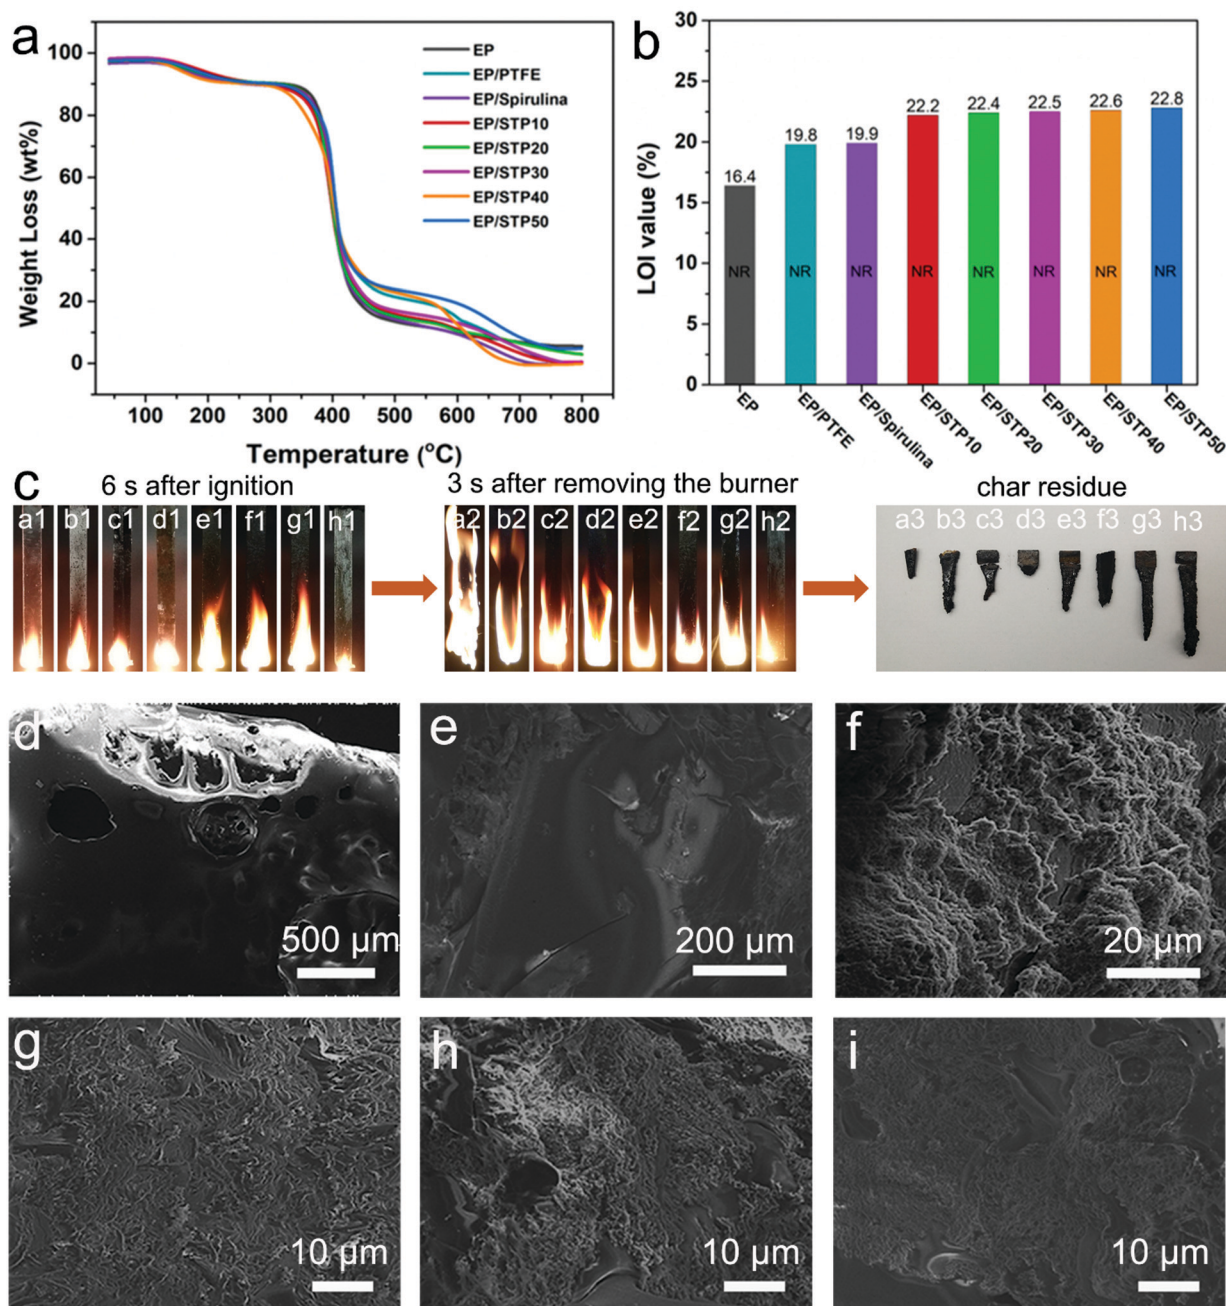 a
100
80
60
40
20
0
Weight Loss (wt%)
EP
EP/PTFE
EP/Spirulina
EP/STP10
EP/STP20
EP/STP30
EP/STP40
EP/STP50
100 200 300 400 500 600 700 800
Temperature (°C)
b
30
25
20
15
10
5
0
LOI value (%)
16.4 19.8 19.9 22.2 22.4 22.5 22.6 22.8
NR NR NR NR NR NR NR NR
EP EP/PTFE EP/Spirulina EP/STP10 EP/STP20 EP/STP30 EP/STP40 EP/STP50
c
6 s after ignition
a1 b1 c1 d1 e1 f1 g1 h1
3 s after removing the burner
a2 b2 c2 d2 e2 f2 g2 h2
char residue
a3 b3 c3 d3 e3 f3 g3 h3
d
500 μm
e
200 μm
f
20 μm
g
10 μm
h
10 μm
i
10 μm